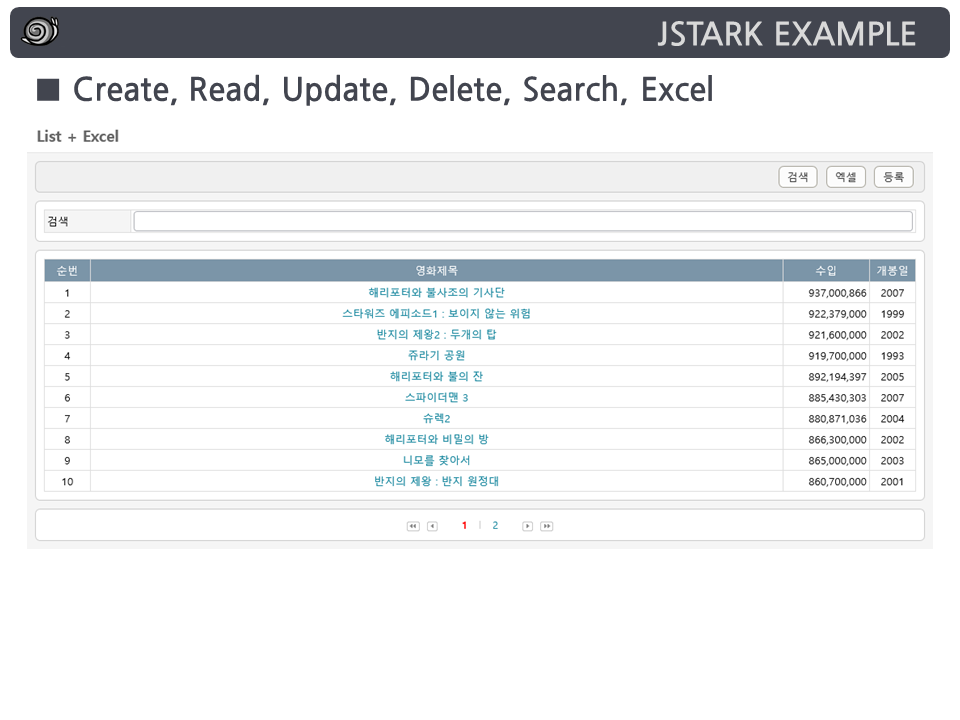 JSTARK EXAMPLE
■ Create, Read, Update, Delete, Search, Excel
List + Excel
검색 엑셀 등록
검색
순번 영화제목 수입 개봉일
1 해리포터와 불사조의 기사단 937,000,866 2007
2 스타워즈 에피소드1 : 보이지 않는 위험 922,379,000 1999
3 반지의 제왕2 : 두개의 탑 921,600,000 2002
4 쥬라기 공원 919,700,000 1993
5 해리포터와 불의 잔 892,194,397 2005
6 스파이더맨 3 885,430,303 2007
7 슈렉2 880,871,036 2004
8 해리포터와 비밀의 방 866,300,000 2002
9 니모를 찾아서 865,000,000 2003
10 반지의 제왕 : 반지 원정대 860,700,000 2001
1 | 2